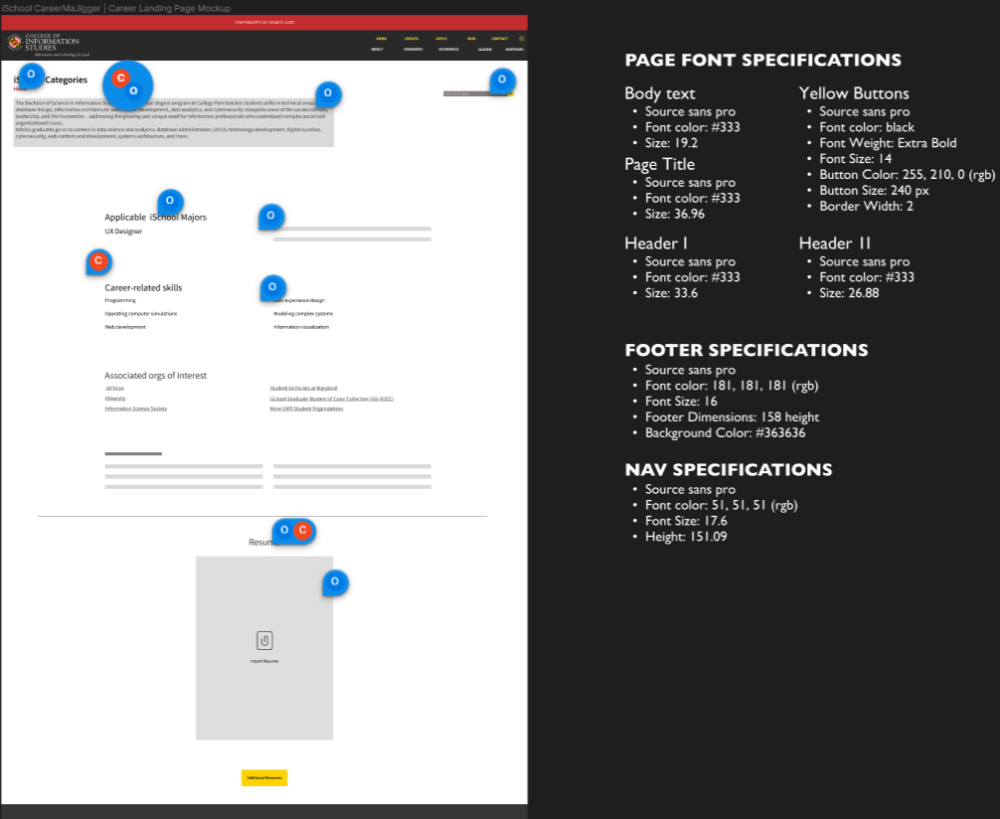 iSchool CareerMaJigger | Career Landing Page Mockup
UNIVERSITY OF MARYLAND
COLLEGE OF
INFORMATION
STUDIES
Information and technology for good
NEWS EVENTS APPLY GIVE CONTACT
ABOUT RESEARCH ACADEMICS ALUMNI PARTNERS
Categories
O
C
O
O
O
The Bachelor of Science in Information degree program at College Park teaches students skills in technical areas
database design, information architecture, development, data analytics, and cybersecurity alongside areas of the social sciences,
leadership, and the humanities – addressing the growing and unique need for information professionals who understand complex social and
organizational issues.
InfoSci graduates go on to careers in data science and analytics, database administration, UX/UI, technology development, digital curation,
cybersecurity, web content and development, systems architecture, and more.
O
Applicable iSchool Majors
O
UX Designer
C
Career-related skills
O
Programming
experience design
Operating computer simulations
Modeling complex systems
Web development
Information visualization
Associated orgs of Interest
UXTerps
Student Archivists at Maryland
iDiversity
iSchool Graduate Student of Color Collective (iSG-SOCC)
Information Science Society
More UMD Student Organizations
O C
Resum
O
Import Resume
Additional Resources
PAGE FONT SPECIFICATIONS
Body text
• Source sans pro
• Font color: #333
• Size: 19.2
Page Title
• Source sans pro
• Font color: #333
• Size: 36.96
Yellow Buttons
• Source sans pro
• Font color: black
• Font Weight: Extra Bold
• Font Size: 14
• Button Color: 255, 210, 0 (rgb)
• Button Size: 240 px
• Border Width: 2
Header I
• Source sans pro
• Font color: #333
• Size: 33.6
Header II
• Source sans pro
• Font color: #333
• Size: 26.88
FOOTER SPECIFICATIONS
• Source sans pro
• Font color: 181, 181, 181 (rgb)
• Font Size: 16
• Footer Dimensions: 158 height
• Background Color: #363636
NAV SPECIFICATIONS
• Source sans pro
• Font color: 51, 51, 51 (rgb)
• Font Size: 17.6
• Height: 151.09